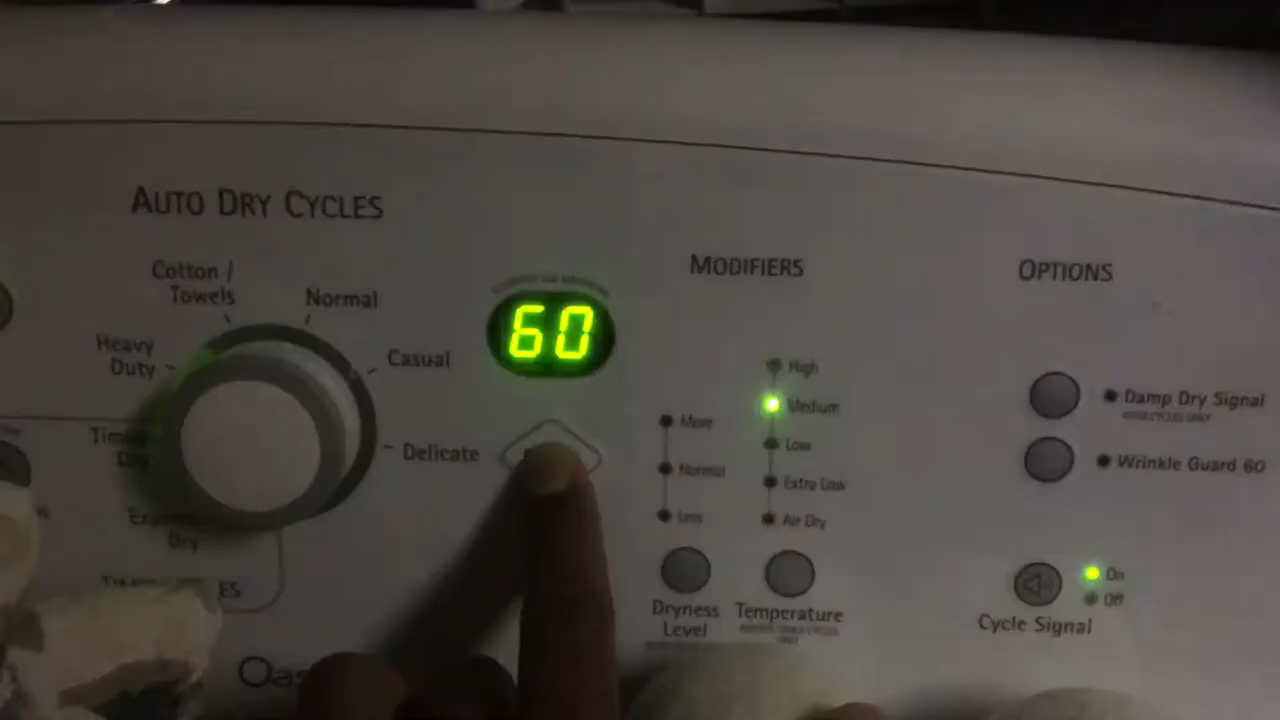 AUTO DRY CYCLES
Cotton /
Towels
Normal
Heavy
Duty
Casual
Delicate
Dry
60
MODIFIERS
High
Medium
Low
Extra Low
Air Dry
More
Normal
Less
Dryness
Level
Temperature
OPTIONS
Damp Dry Signal
Wrinkle Guard 60
On
Off
Cycle Signal